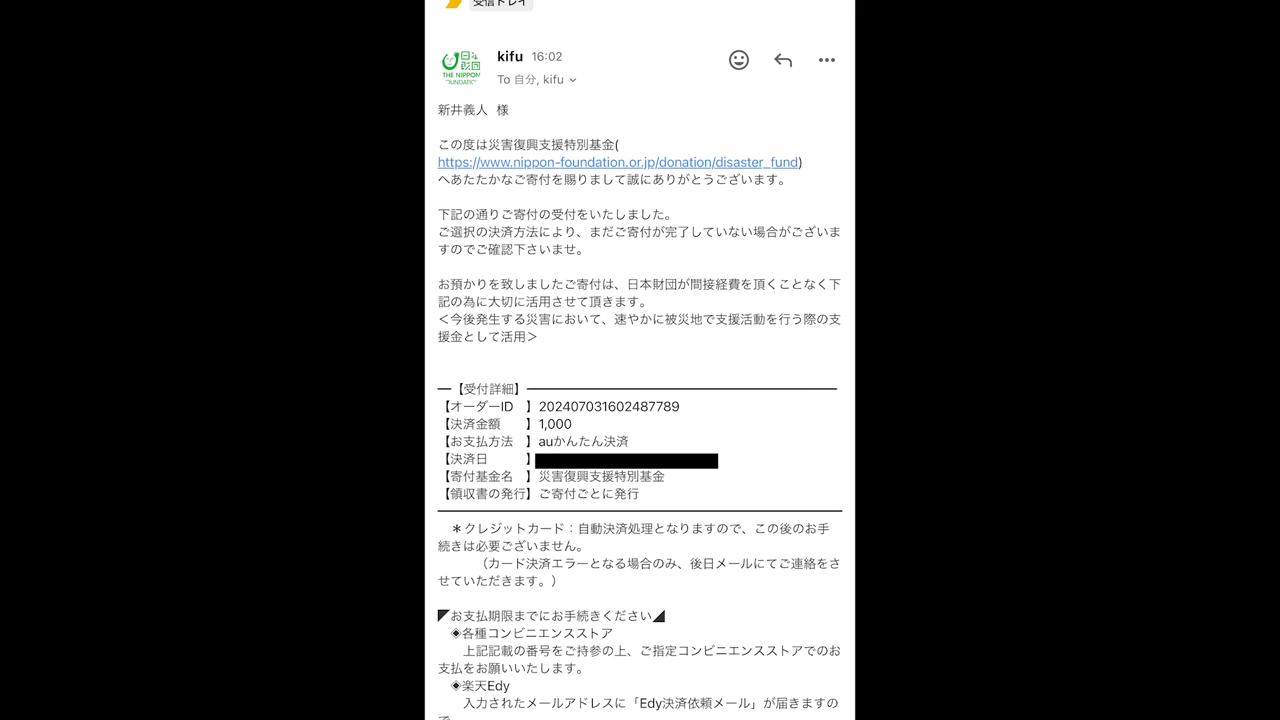 受信トレイ
kifu 16:02
日本
財団
THE NIPPON
To 自分, kifu
新井義人 様
この度は災害復興支援特別基金(
https://www.nippon-foundation.or.jp/donation/disaster_fund)
へあたたかなご寄付を賜りまして誠にありがとうございます。
下記の通りご寄付の受付をいたしました。
ご選択の決済方法により、まだご寄付が完了していない場合がございま
すのでご確認下さいませ。
お預かりを致しましたご寄付は、日本財団が間接経費を頂くことなく下
記の為に大切に活用させて頂きます。
＜今後発生する災害において、速やかに被災地で支援活動を行う際の支
援金として活用＞
━【受付詳細】━━━━━━━━━━━━━━━━━━━━━━━━
【オーダーID 】202407031602487789
【決済金額 】1,000
【お支払方法 】auかんたん決済
【決済日 】
【寄付基金名 】災害復興支援特別基金
【領収書の発行】ご寄付ごとに発行
＊クレジットカード：自動決済処理となりますので、この後のお手
続きは必要ございません。
（カード決済エラーとなる場合のみ、後日メールにてご連絡をさ
せていただきます。）
◤お支払期限までにお手続きください◢
◈各種コンビニエンスストア
上記記載の番号をご持参の上、ご指定コンビニエンスストアでのお
支払をお願いいたします。
◈楽天Edy
入力されたメールアドレスに「Edy決済依頼メール」が届きますの
で